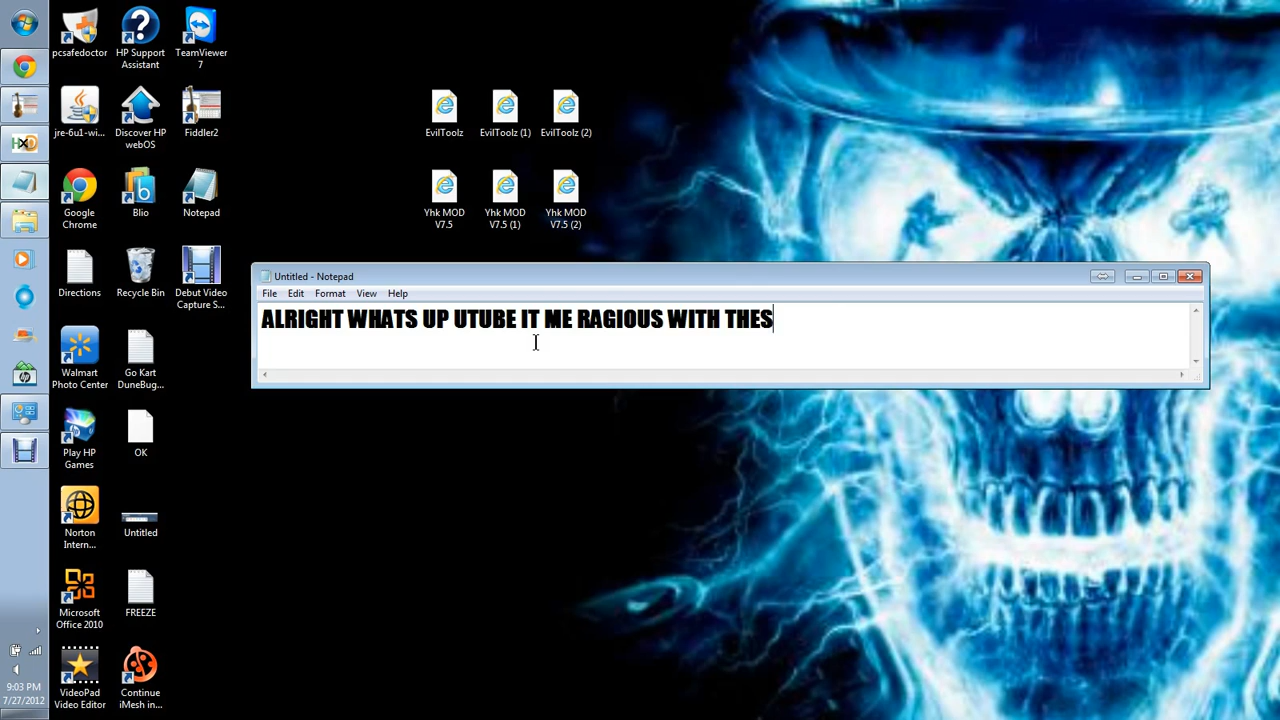 pcsafedoctor
HP Support
Assistant
TeamViewer
7
jre-6u1-wi...
Discover HP
webOS
Fiddler2
EvilToolz
EvilToolz (1)
EvilToolz (2)
Google
Chrome
Blio
Notepad
Yhk MOD
V7.5
Yhk MOD
V7.5 (1)
Yhk MOD
V7.5 (2)
Directions
Recycle Bin
Debut Video
Capture S...
Untitled - Notepad
File Edit Format View Help
ALRIGHT WHATS UP UTUBE IT ME RAGIOUS WITH THES
Walmart
Photo Center
Go Kart
DuneBug...
Play HP
Games
OK
Norton
Intern...
Untitled
Microsoft
Office 2010
FREEZE
VideoPad
Video Editor
Continue
iMesh in...
9:03 PM
7/27/2012